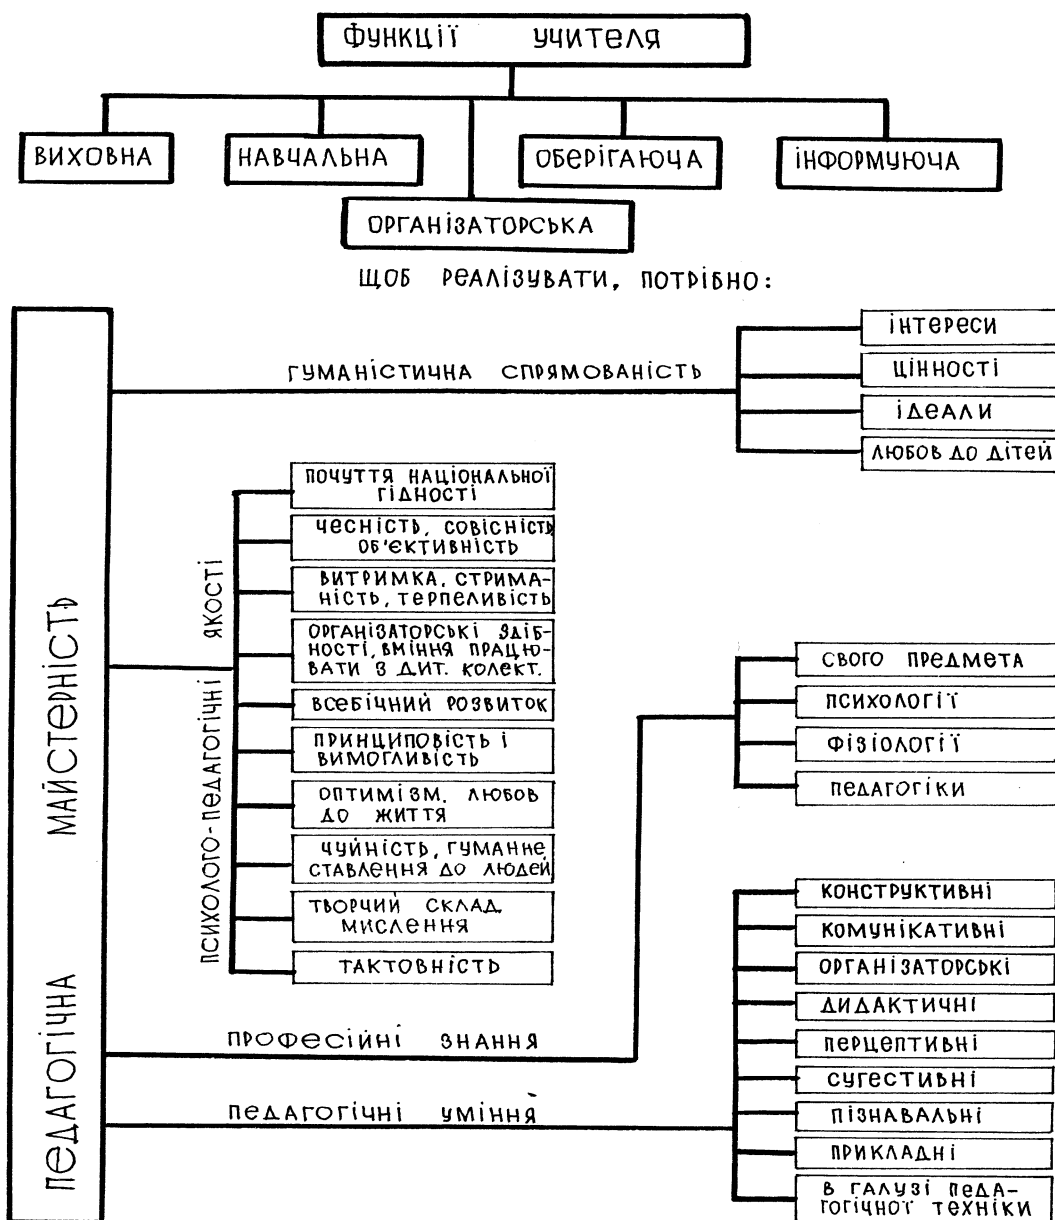 ФУНКЦІЇ УЧИТЕЛЯ
ВИХОВНА
НАВЧАЛЬНА
ОБЕРІГАЮЧА
ІНФОРМУЮЧА
ОРГАНІЗАТОРСЬКА
ЩОБ РЕАЛІЗУВАТИ, ПОТРІБНО:
ПЕДАГОГІЧНА МАЙСТЕРНІСТЬ
ГУМАНІСТИЧНА СПРЯМОВАНІСТЬ
ІНТЕРЕСИ
ЦІННОСТІ
ІДЕАЛИ
ЛЮБОВ ДО ДІТЕЙ
ПСИХОЛОГО-ПЕДАГОГІЧНІ ЯКОСТІ
ПОЧУТТЯ НАЦІОНАЛЬНОЇ
ГІДНОСТІ
ЧЕСНІСТЬ, СОВІСНІСТЬ,
ОБ'ЄКТИВНІСТЬ
ВИТРИМКА, СТРИМА-
НІСТЬ, ТЕРПЕЛИВІСТЬ
ОРГАНІЗАТОРСЬКІ ЗДІБ-
НОСТІ, ВМІННЯ ПРАЦЮ-
ВАТИ З ДИТ. КОЛЕКТ.
ВСЕБІЧНИЙ РОЗВИТОК
ПРИНЦИПОВІСТЬ І
ВИМОГЛИВІСТЬ
ОПТИМІЗМ, ЛЮБОВ
ДО ЖИТТЯ
ЧУЙНІСТЬ, ГУМАННЕ
СТАВЛЕННЯ ДО ЛЮДЕЙ
ТВОРЧИЙ СКЛАД
МИСЛЕННЯ
ТАКТОВНІСТЬ
ПРОФЕСІЙНІ ЗНАННЯ
СВОГО ПРЕДМЕТА
ПСИХОЛОГІЇ
ФІЗІОЛОГІЇ
ПЕДАГОГІКИ
ПЕДАГОГІЧНІ УМІННЯ
КОНСТРУКТИВНІ
КОМУНІКАТИВНІ
ОРГАНІЗАТОРСЬКІ
ДИДАКТИЧНІ
ПЕРЦЕПТИВНІ
СУГЕСТИВНІ
ПІЗНАВАЛЬНІ
ПРИКЛАДНІ
В ГАЛУЗІ ПЕДА-
ГОГІЧНОЇ ТЕХНІКИ